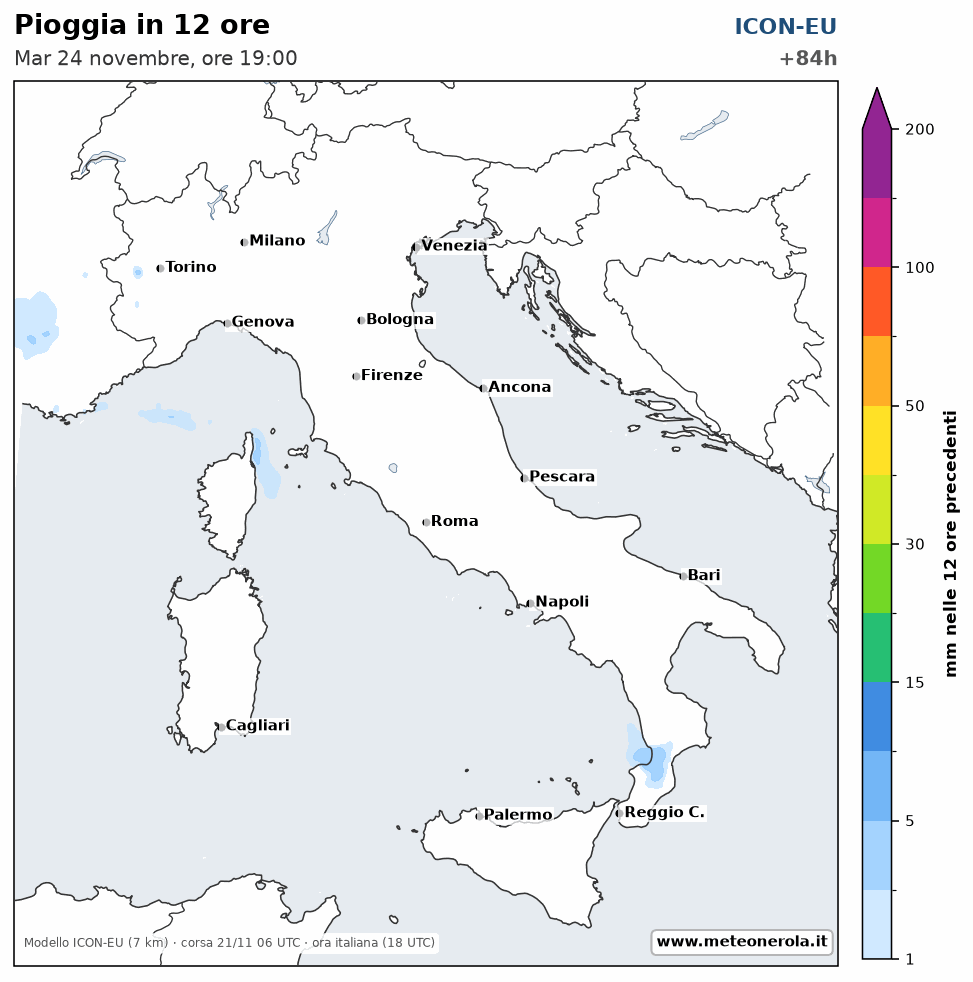 Pioggia in 12 ore
ICON-EU
Mar 24 novembre, ore 19:00
+84h
200
100
50
30
15
5
1
mm nelle 12 ore precedenti
Milano
Venezia
Torino
Genova
Bologna
Firenze
Ancona
Pescara
Roma
Bari
Napoli
Cagliari
Palermo
Reggio C.
Modello ICON-EU (7 km) · corsa 21/11 06 UTC · ora italiana (18 UTC)
www.meteonerola.it